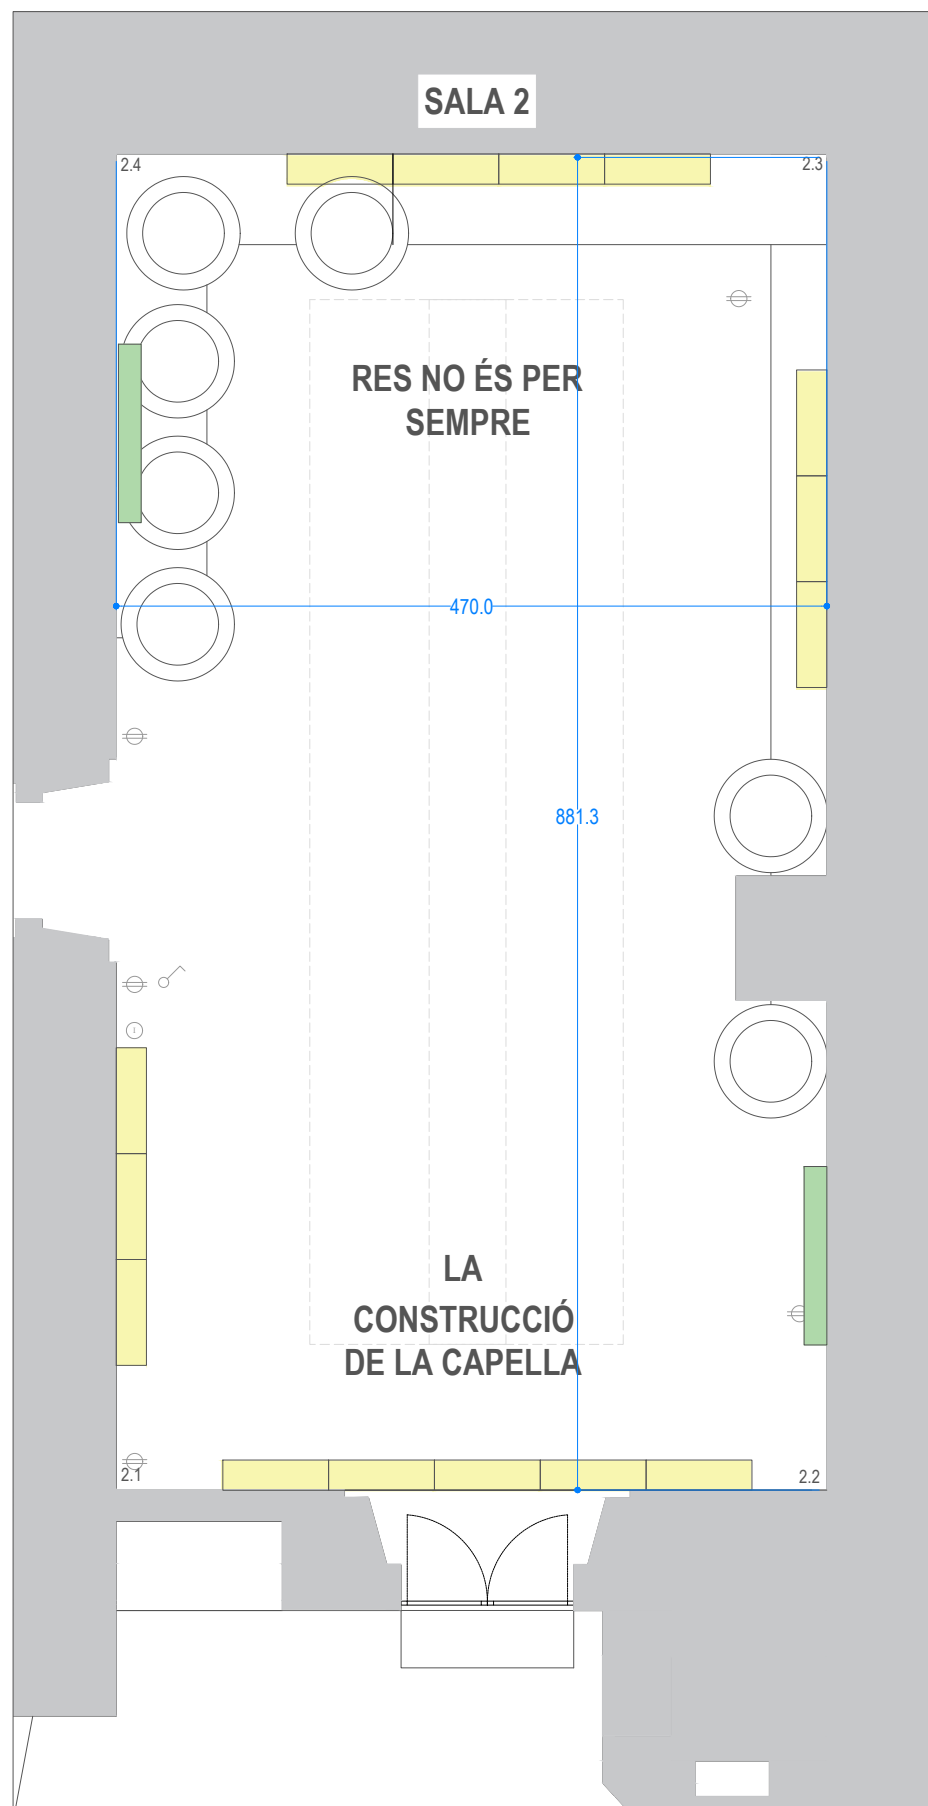 SALA 2
2.4
2.3
RES NO ÉS PER
SEMPRE
470.0
881.3
LA
CONSTRUCCIÓ
DE LA CAPELLA
2.1
2.2